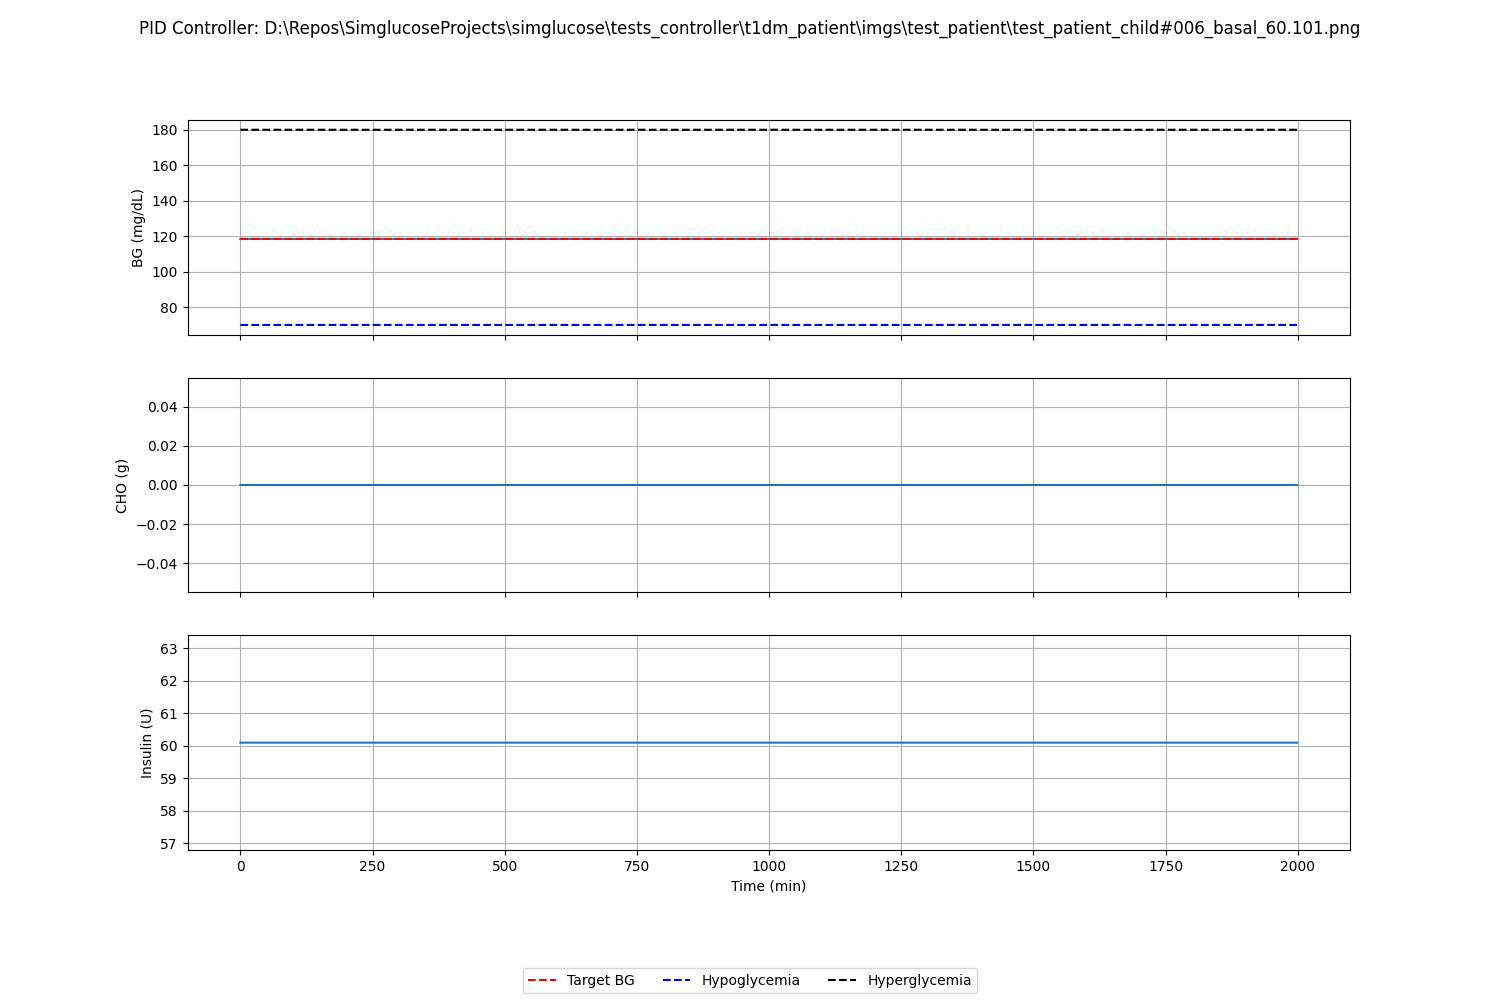 PID Controller: D:\Repos\SimglucoseProjects\simglucose\tests_controller\t1dm_patient\imgs\test_patient\test_patient_child#006_basal_60.101.png
180
160
140
120
100
80
BG (mg/dL)
0.04
0.02
0.00
−0.02
−0.04
CHO (g)
63
62
61
60
59
58
57
Insulin (U)
0 250 500 750 1000 1250 1500 1750 2000
Time (min)
Target BG Hypoglycemia Hyperglycemia